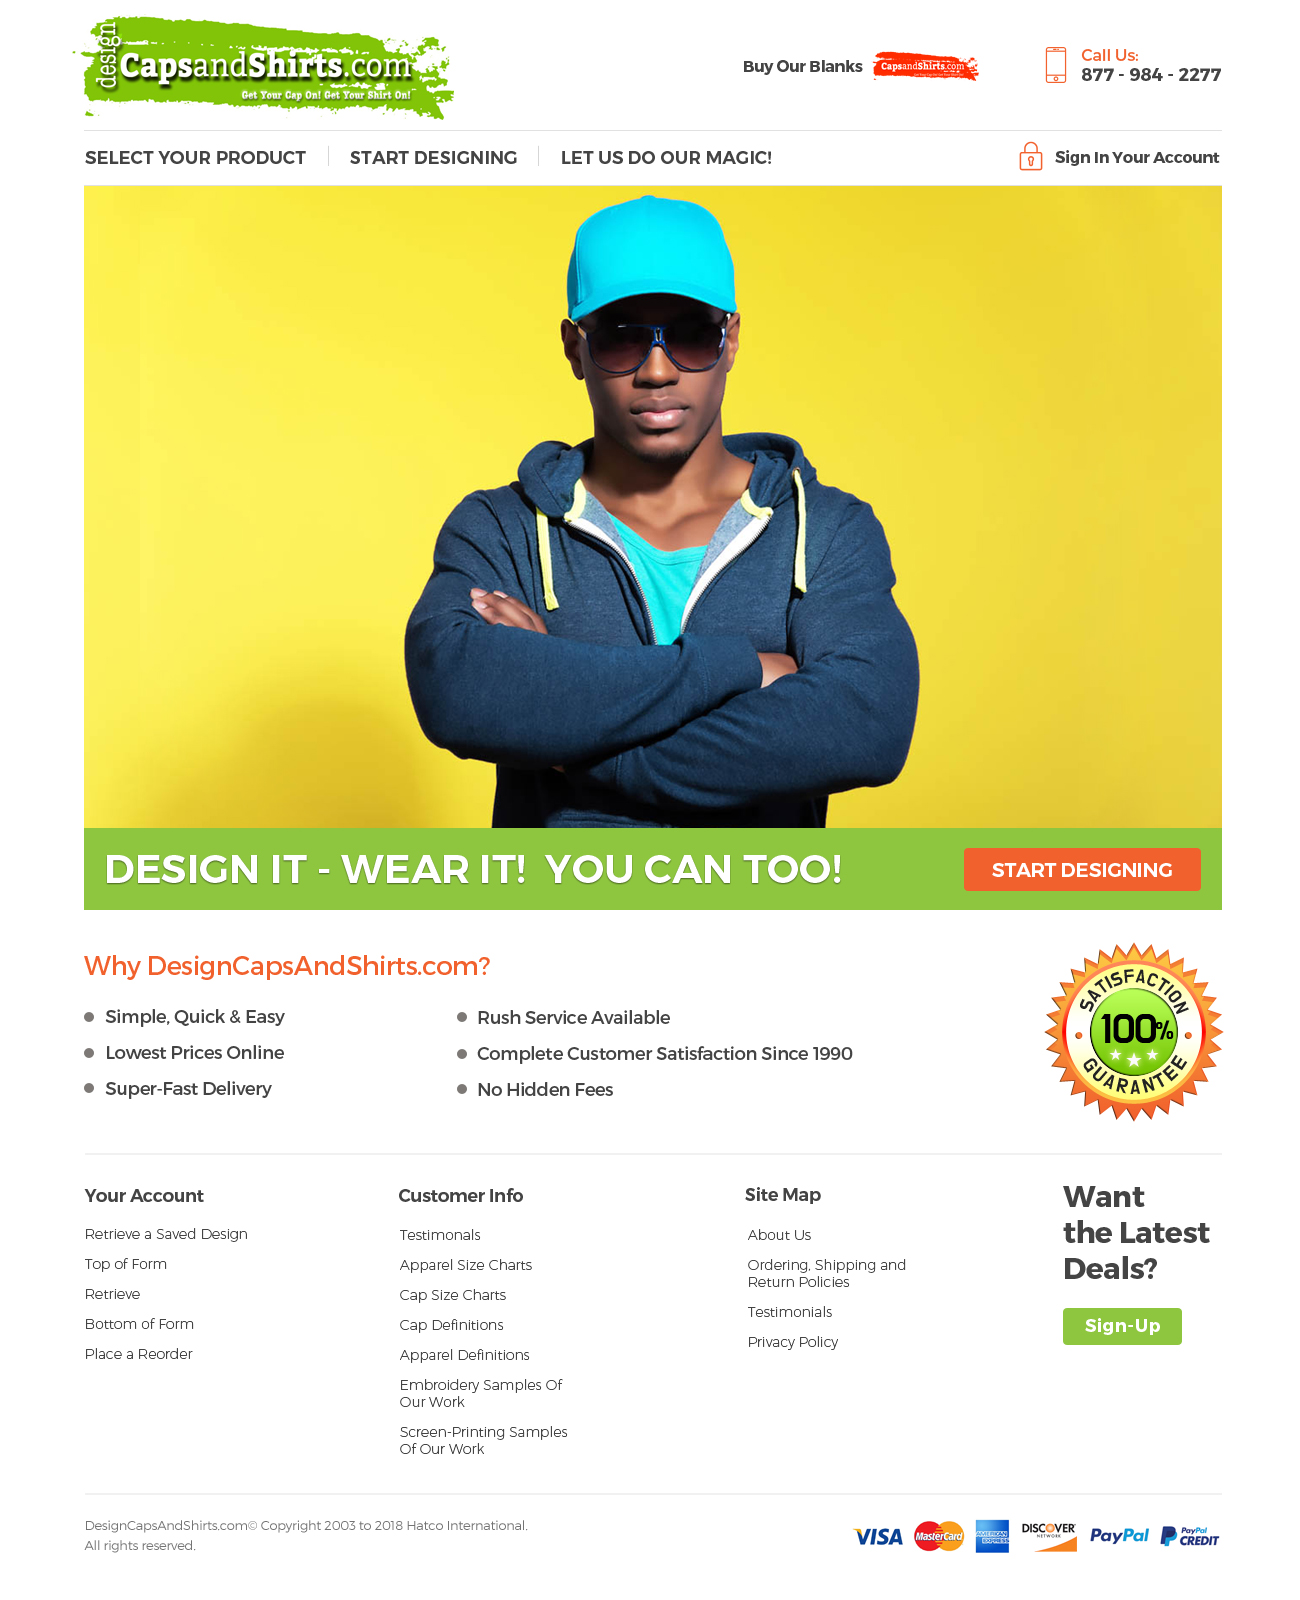 design
CapsandShirts.com
Get Your Cap On! Get Your Shirt On!
Buy Our Blanks
CapsandShirts.com
Call Us:
877 - 984 - 2277
SELECT YOUR PRODUCT
START DESIGNING
LET US DO OUR MAGIC!
Sign In Your Account
DESIGN IT - WEAR IT! YOU CAN TOO!
START DESIGNING
Why DesignCapsAndShirts.com?
Simple, Quick & Easy
Lowest Prices Online
Super-Fast Delivery
Rush Service Available
Complete Customer Satisfaction Since 1990
No Hidden Fees
SATISFACTION
100%
GUARANTEE
Your Account
Retrieve a Saved Design
Top of Form
Retrieve
Bottom of Form
Place a Reorder
Customer Info
Testimonals
Apparel Size Charts
Cap Size Charts
Cap Definitions
Apparel Definitions
Embroidery Samples Of
Our Work
Screen-Printing Samples
Of Our Work
Site Map
About Us
Ordering, Shipping and
Return Policies
Testimonials
Privacy Policy
Want
the Latest
Deals?
Sign-Up
DesignCapsAndShirts.com© Copyright 2003 to 2018 Hatco International.
All rights reserved.
VISA
MasterCard
AMERICAN
EXPRESS
DISCOVER
NETWORK
PayPal
PayPal
CREDIT